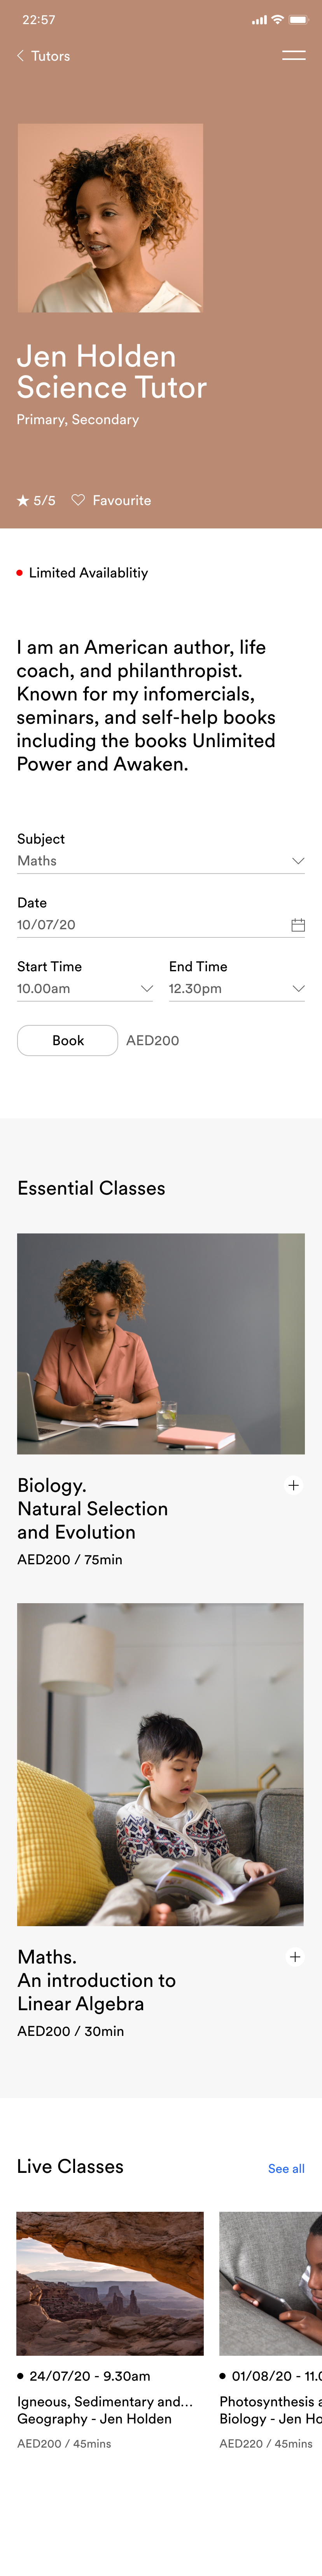 22:57
Tutors
Jen Holden
Science Tutor
Primary, Secondary
5/5 Favourite
Limited Availablitiy
I am an American author, life
coach, and philanthropist.
Known for my infomercials,
seminars, and self-help books
including the books Unlimited
Power and Awaken.
Subject
Maths
Date
10/07/20
Start Time End Time
10.00am 12.30pm
Book AED200
Essential Classes
Biology.
Natural Selection
and Evolution
AED200 / 75min
Maths.
An introduction to
Linear Algebra
AED200 / 30min
Live Classes See all
24/07/20 - 9.30am
Igneous, Sedimentary and...
Geography - Jen Holden
AED200 / 45mins
01/08/20 - 11.0
Photosynthesis a
Biology - Jen Ho
AED220 / 45mins